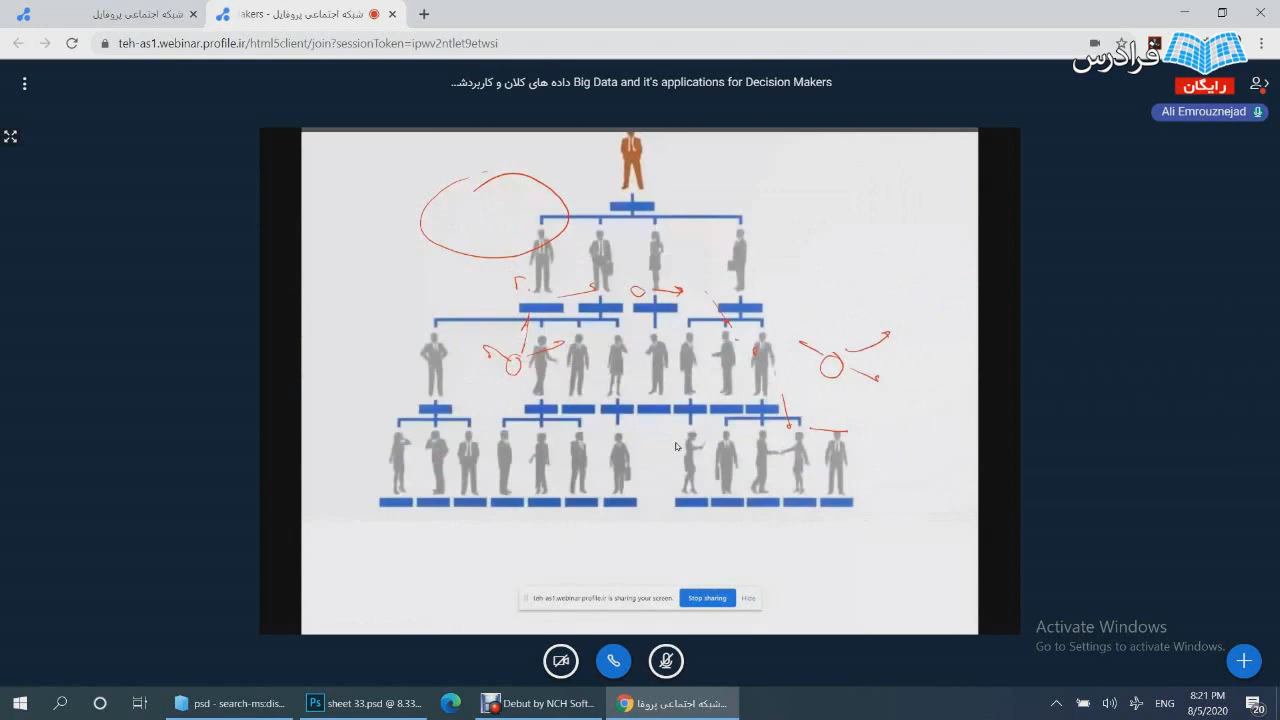 شبکه اجتماعی پروفایل
akers - شبکه اجتماعی پروفایل
teh-as1.webinar.profile.ir/html5client/join?sessionToken=ipwv2ntlet9etwsi
فرادرس
رایگان
داده های کلان و کاربردشـ... Big Data and it's applications for Decision Makers
Ali Emrouznejad
teh-as1.webinar.profile.ir is sharing your screen.
Stop sharing
Hide
Activate Windows
Go to Settings to activate Windows.
psd - search-ms:dis...
sheet 33.psd @ 8.33...
Debut by NCH Soft...
شبکه اجتماعی پروفا...
ENG
8:21 PM
8/5/2020
20